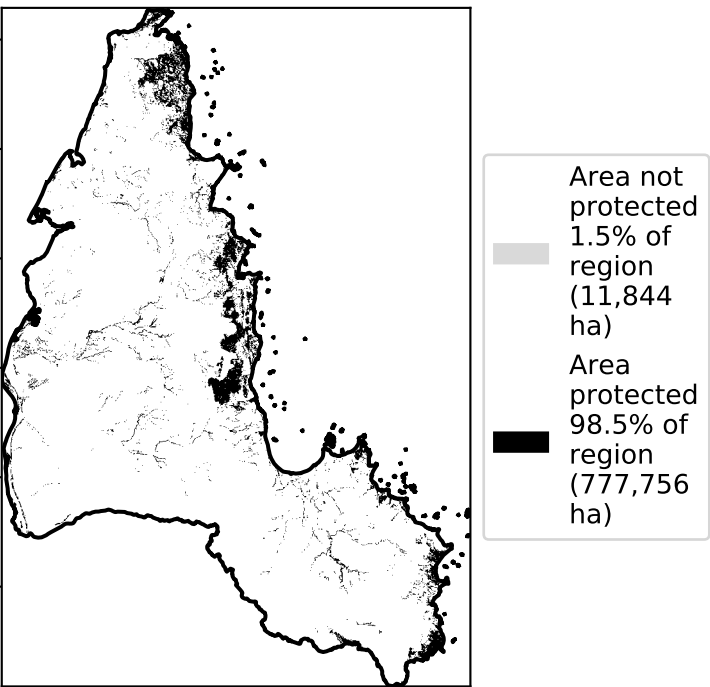 Area not
protected
1.5% of
region
(11,844
ha)
Area
protected
98.5% of
region
(777,756
ha)